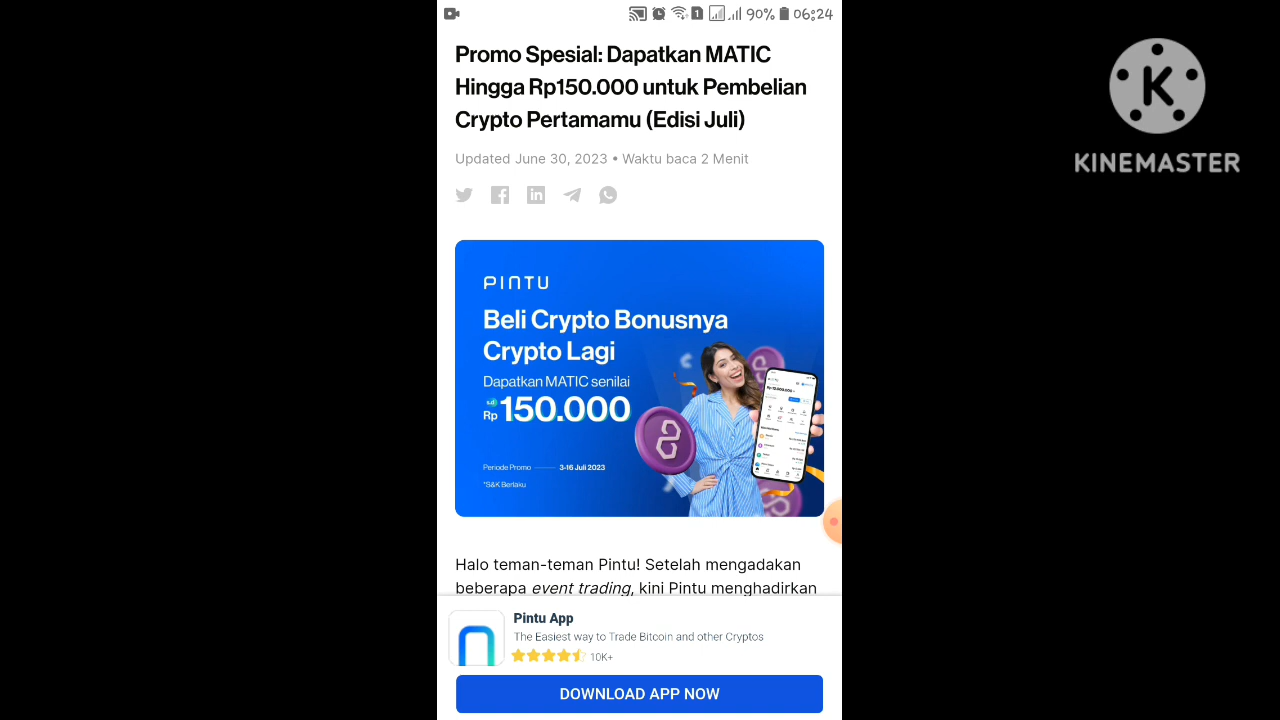 90% 06:24
Promo Spesial: Dapatkan MATIC
Hingga Rp150.000 untuk Pembelian
Crypto Pertamamu (Edisi Juli)
Updated June 30, 2023 • Waktu baca 2 Menit
KINEMASTER
PINTU
Beli Crypto Bonusnya
Crypto Lagi
Dapatkan MATIC senilai
s.d Rp 150.000
Periode Promo 3-16 Juli 2023
*S&K Berlaku
Halo teman-teman Pintu! Setelah mengadakan
beberapa event trading, kini Pintu menghadirkan
Pintu App
The Easiest way to Trade Bitcoin and other Cryptos
10K+
DOWNLOAD APP NOW